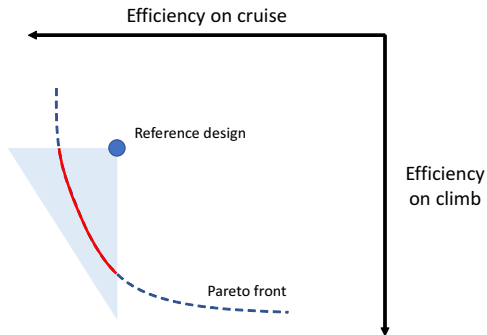 Efficiency on cruise
Reference design
Efficiency
on climb
Pareto front